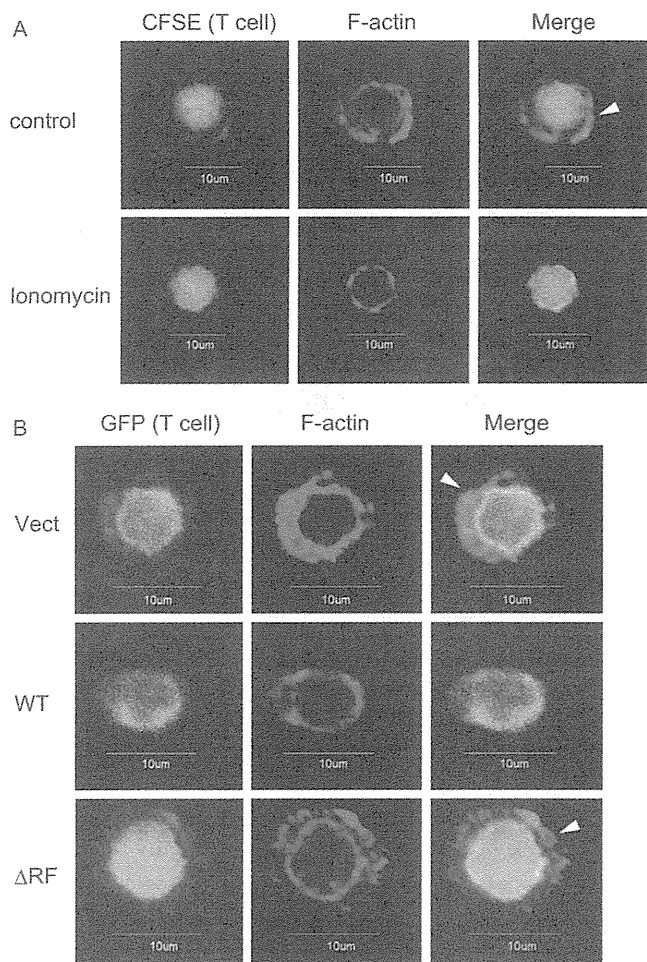 A
CFSE (T cell) F-actin Merge
control
10um 10um 10um
Ionomycin
10um 10um 10um
B
GFP (T cell) F-actin Merge
Vect
10um 10um 10um
WT
10um 10um 10um
ΔRF
10um 10um 10um